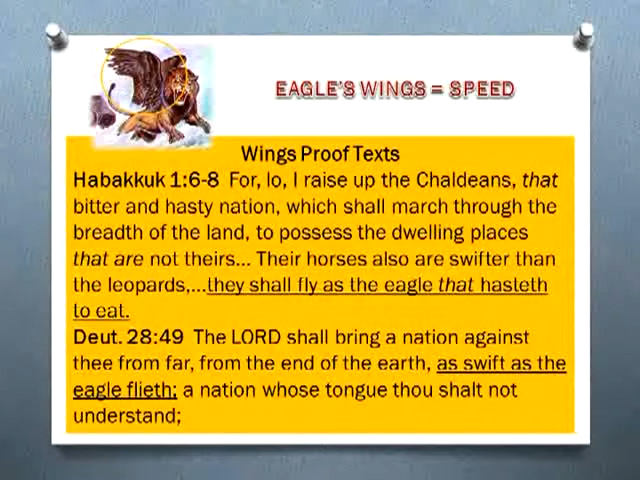 EAGLE'S WINGS = SPEED
Wings Proof Texts
Habakkuk 1:6-8 For, lo, I raise up the Chaldeans, that
bitter and hasty nation, which shall march through the
breadth of the land, to possess the dwelling places
that are not theirs... Their horses also are swifter than
the leopards,...they shall fly as the eagle that hasteth
to eat.
Deut. 28:49 The LORD shall bring a nation against
thee from far, from the end of the earth, as swift as the
eagle flieth; a nation whose tongue thou shalt not
understand;